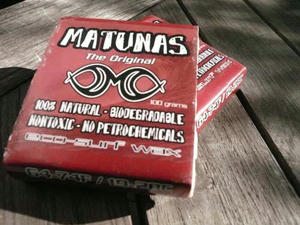 MATUNAS
The Original
100 grams
100% NATURAL - BIODEGRADABLE
NONTOXIC - NO PETROCHEMICALS
eco-surf wax